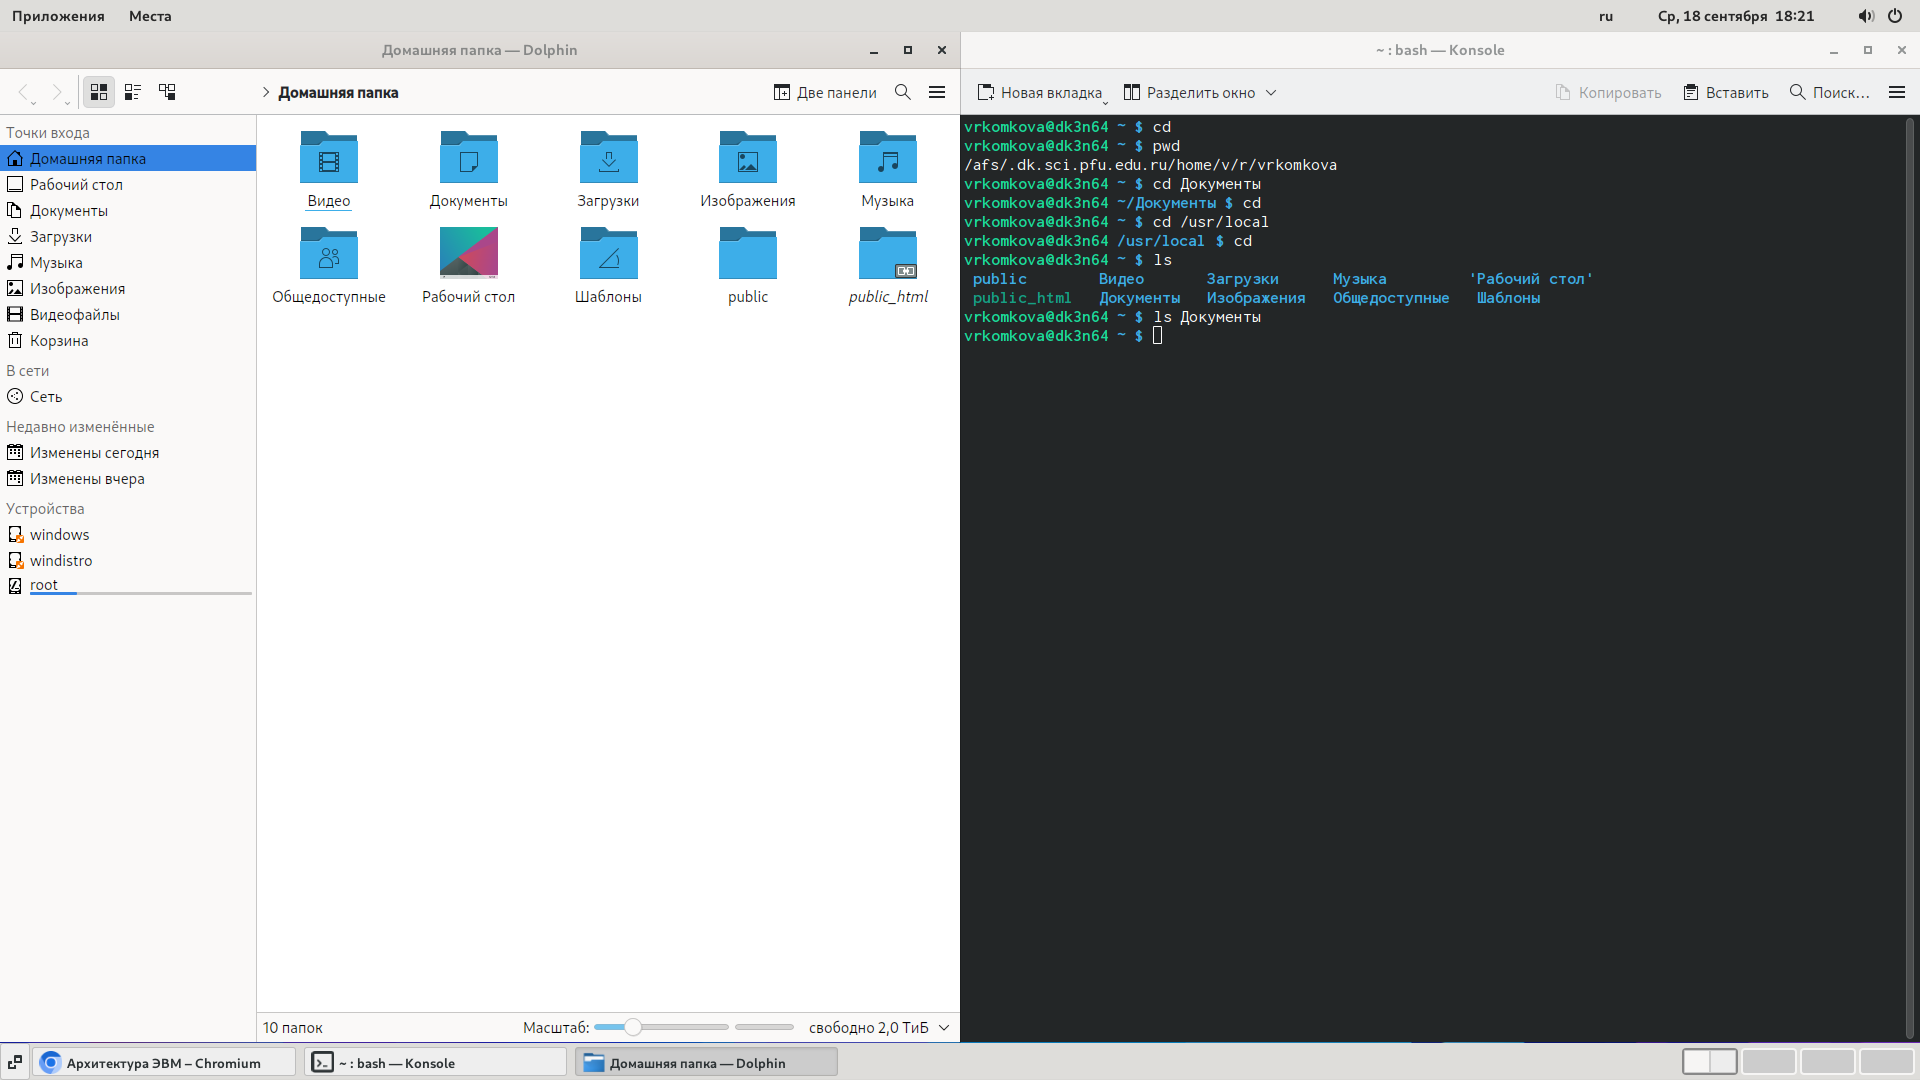 Приложения Места ru Ср, 18 сентября 18:21
Домашняя папка — Dolphin
Домашняя папка
Две панели
Точки входа
Домашняя папка
Рабочий стол
Документы
Загрузки
Музыка
Изображения
Видеофайлы
Корзина
В сети
Сеть
Недавно изменённые
Изменены сегодня
Изменены вчера
Устройства
windows
windistro
root
Видео Документы Загрузки Изображения Музыка
Общедоступные Рабочий стол Шаблоны public public_html
10 папок Масштаб: свободно 2,0 ТиБ
~ : bash — Konsole
Новая вкладка Разделить окно Копировать Вставить Поиск...
vrkomkova@dk3n64 ~ $ cd
vrkomkova@dk3n64 ~ $ pwd
/afs/.dk.sci.pfu.edu.ru/home/v/r/vrkomkova
vrkomkova@dk3n64 ~ $ cd Документы
vrkomkova@dk3n64 ~/Документы $ cd
vrkomkova@dk3n64 ~ $ cd /usr/local
vrkomkova@dk3n64 /usr/local $ cd
vrkomkova@dk3n64 ~ $ ls
public Видео Загрузки Музыка 'Рабочий стол'
public_html Документы Изображения Общедоступные Шаблоны
vrkomkova@dk3n64 ~ $ ls Документы
vrkomkova@dk3n64 ~ $
Архитектура ЭВМ – Chromium ~ : bash — Konsole Домашняя папка — Dolphin